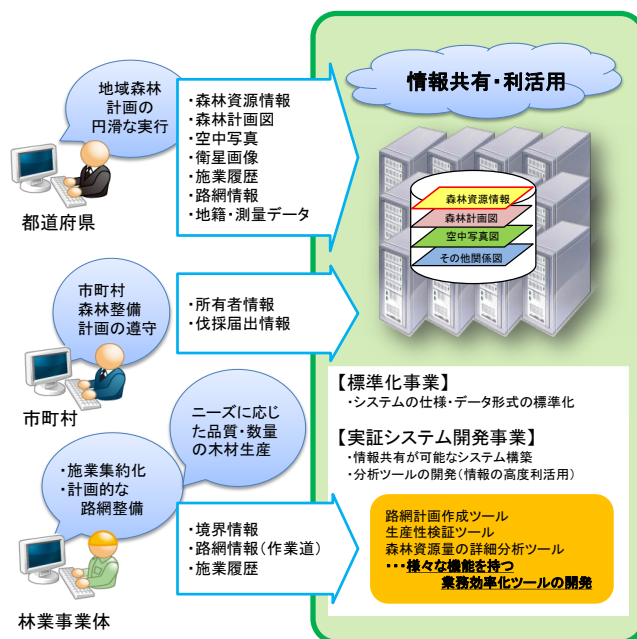 地域森林
計画の
円滑な実行
都道府県
・森林資源情報
・森林計画図
・空中写真
・衛星画像
・施業履歴
・路網情報
・地籍・測量データ
情報共有・利活用
森林資源情報
森林計画図
空中写真図
その他関係図
市町村
森林整備
計画の遵守
市町村
・所有者情報
・伐採届出情報
ニーズに応じ
た品質・数量
の木材生産
・施業集約化
・計画的な
路網整備
林業事業体
・境界情報
・路網情報(作業道)
・施業履歴
【標準化事業】
・システムの仕様・データ形式の標準化
【実証システム開発事業】
・情報共有が可能なシステム構築
・分析ツールの開発(情報の高度利活用)
路網計画作成ツール
生産性検証ツール
森林資源量の詳細分析ツール
・・・様々な機能を持つ
業務効率化ツールの開発